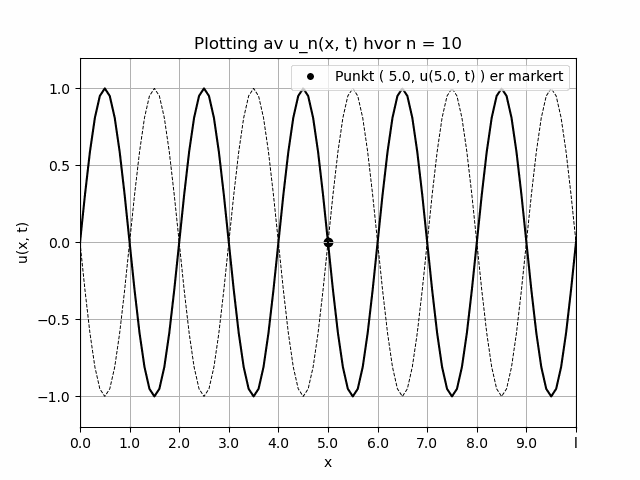 Plotting av u_n(x, t) hvor n = 10
Punkt ( 5.0, u(5.0, t) ) er markert
1.0
0.5
0.0
−0.5
−1.0
u(x, t)
0.0 1.0 2.0 3.0 4.0 5.0 6.0 7.0 8.0 9.0 l
x